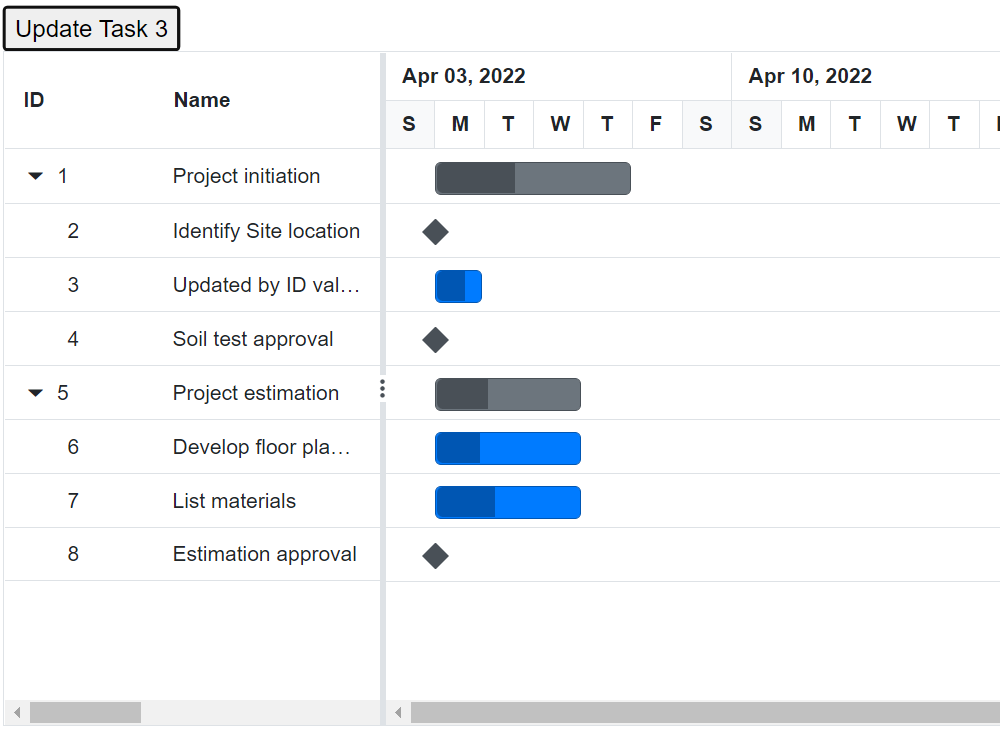 Update Task 3
ID Name Apr 03, 2022 Apr 10, 2022
S M T W T F S S M T W T
1 Project initiation
2 Identify Site location
3 Updated by ID val…
4 Soil test approval
5 Project estimation
6 Develop floor pla…
7 List materials
8 Estimation approval